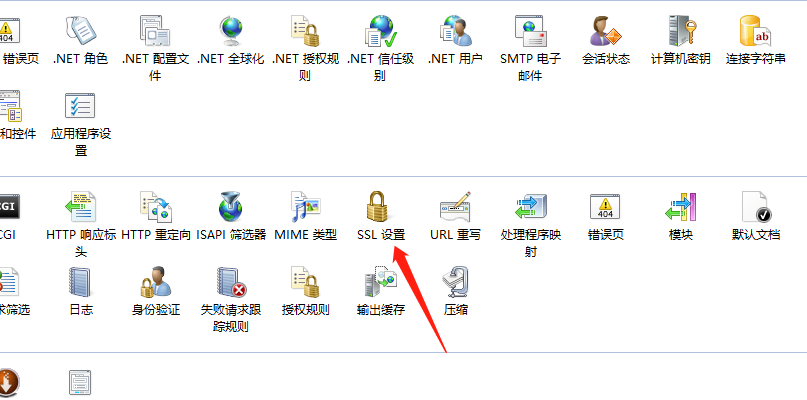 错误页 .NET 角色 .NET 配置文件 .NET 全球化 .NET 授权规则 .NET 信任级别 .NET 用户 SMTP 电子邮件 会话状态 计算机密钥 连接字符串
和控件 应用程序设置
CGI HTTP 响应标头 HTTP 重定向 ISAPI 筛选器 MIME 类型 SSL 设置 URL 重写 处理程序映射 错误页 模块 默认文档
求筛选 日志 身份验证 失败请求跟踪规则 授权规则 输出缓存 压缩